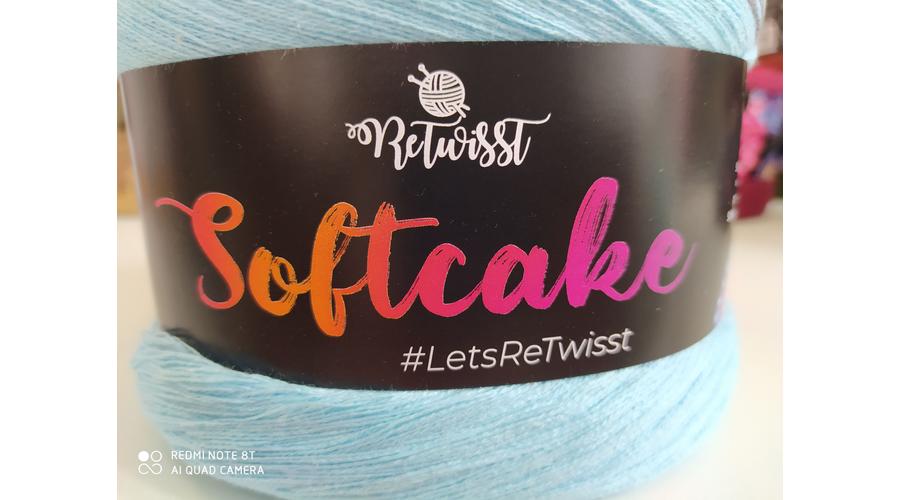 ReTwisst
Softcake
#LetsReTwisst
REDMI NOTE 8T
AI QUAD CAMERA